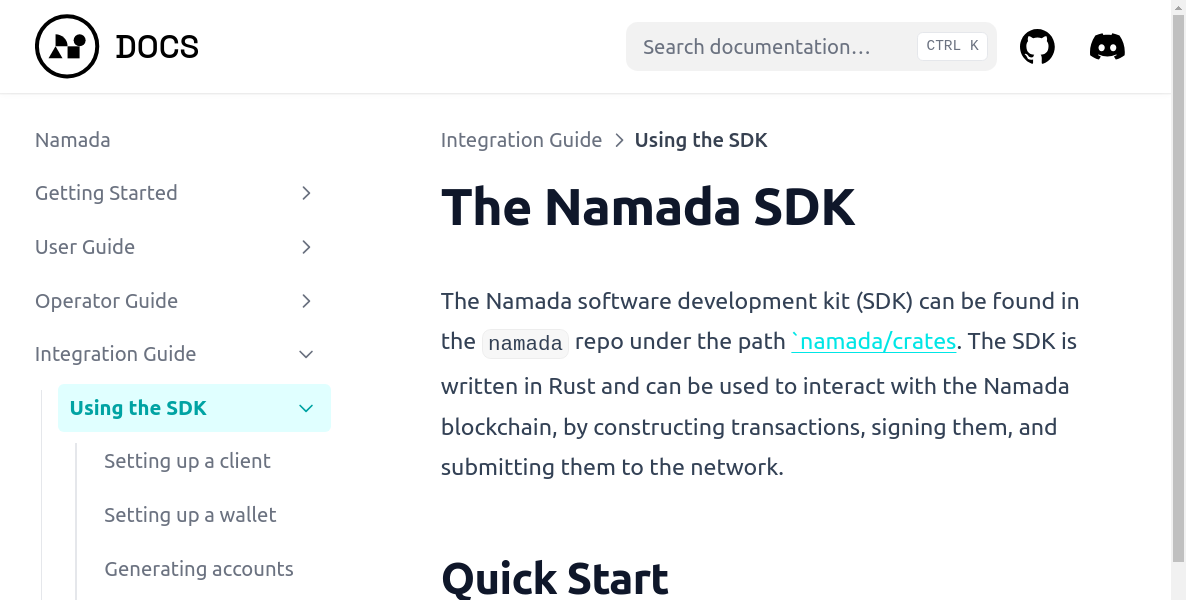 DOCS
Search documentation…
CTRL K
Namada
Getting Started
User Guide
Operator Guide
Integration Guide
Using the SDK
Setting up a client
Setting up a wallet
Generating accounts
Integration Guide > Using the SDK
The Namada SDK
The Namada software development kit (SDK) can be found in
the namada repo under the path `namada/crates. The SDK is
written in Rust and can be used to interact with the Namada
blockchain, by constructing transactions, signing them, and
submitting them to the network.
Quick Start